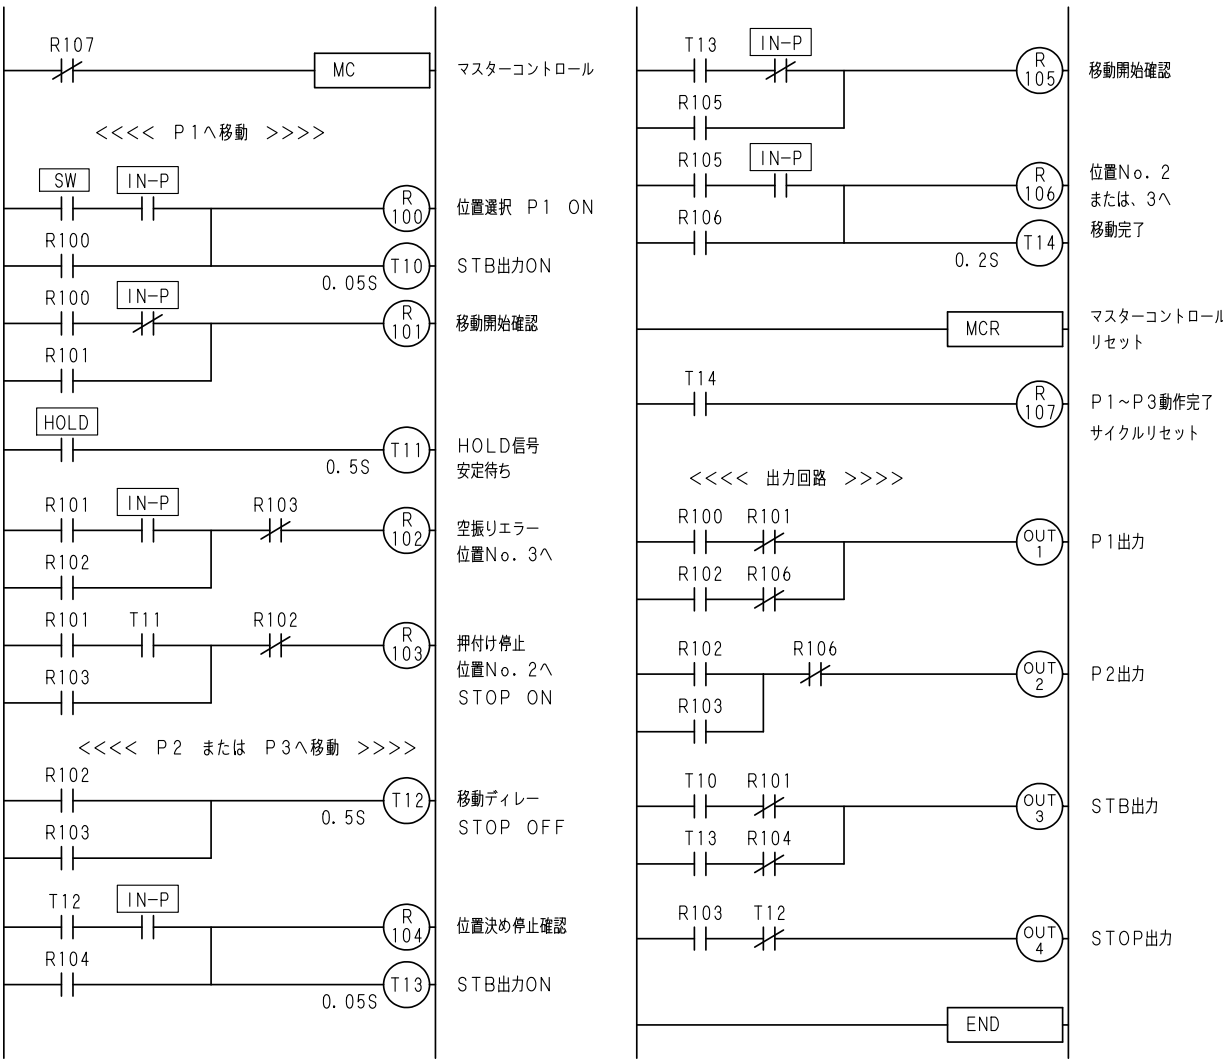 R107
MC マスターコントロール
<<<< P1へ移動 >>>>
SW IN-P
R 100 位置選択 P1 ON
R100
T10 STB出力ON
0.05S
R100 IN-P
R 101 移動開始確認
R101
HOLD
T11 HOLD信号
安定待ち
0.5S
R101 IN-P R103
R 102 空振りエラー
位置No.3へ
R102
R101 T11 R102
R 103 押付け停止
位置No.2へ
STOP ON
R103
<<<< P2 または P3へ移動 >>>>
R102
T12 移動ディレー
STOP OFF
0.5S
R103
T12 IN-P
R 104 位置決め停止確認
R104
T13 STB出力ON
0.05S
T13 IN-P
R 105 移動開始確認
R105
R105 IN-P
R 106 位置No.2
または、3へ
移動完了
R106
T14
0.2S
MCR マスターコントロール
リセット
T14
R 107 P1~P3動作完了
サイクルリセット
<<<< 出力回路 >>>>
R100 R101
OUT 1 P1出力
R102 R106
R102 R106
OUT 2 P2出力
R103
T10 R101
OUT 3 STB出力
T13 R104
R103 T12
OUT 4 STOP出力
END